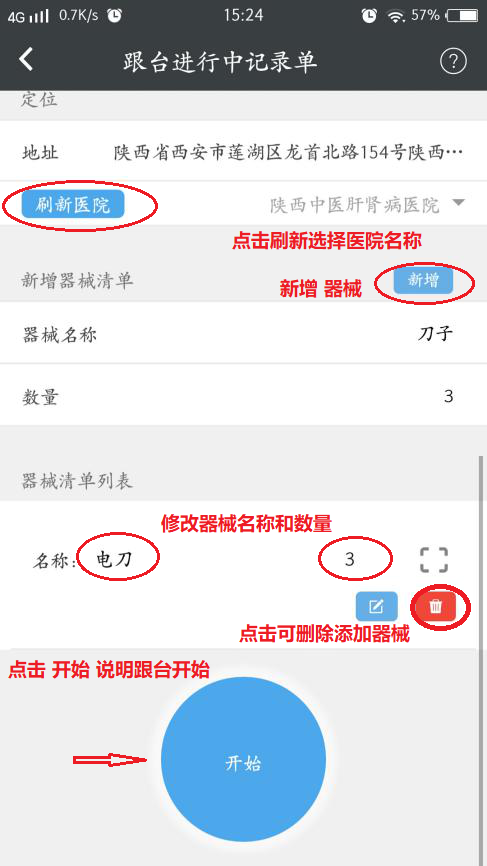 4G 0.7K/s 15:24 57%
跟台进行中记录单 ?
定位
地址 陕西省西安市莲湖区龙首北路154号陕西···
刷新医院 陕西中医肝肾病医院
点击刷新选择医院名称
新增器械清单 新增 器械 新增
器械名称 刀子
数量 3
器械清单列表
修改器械名称和数量
名称: 电刀 3
点击可删除添加器械
点击 开始 说明跟台开始
开始